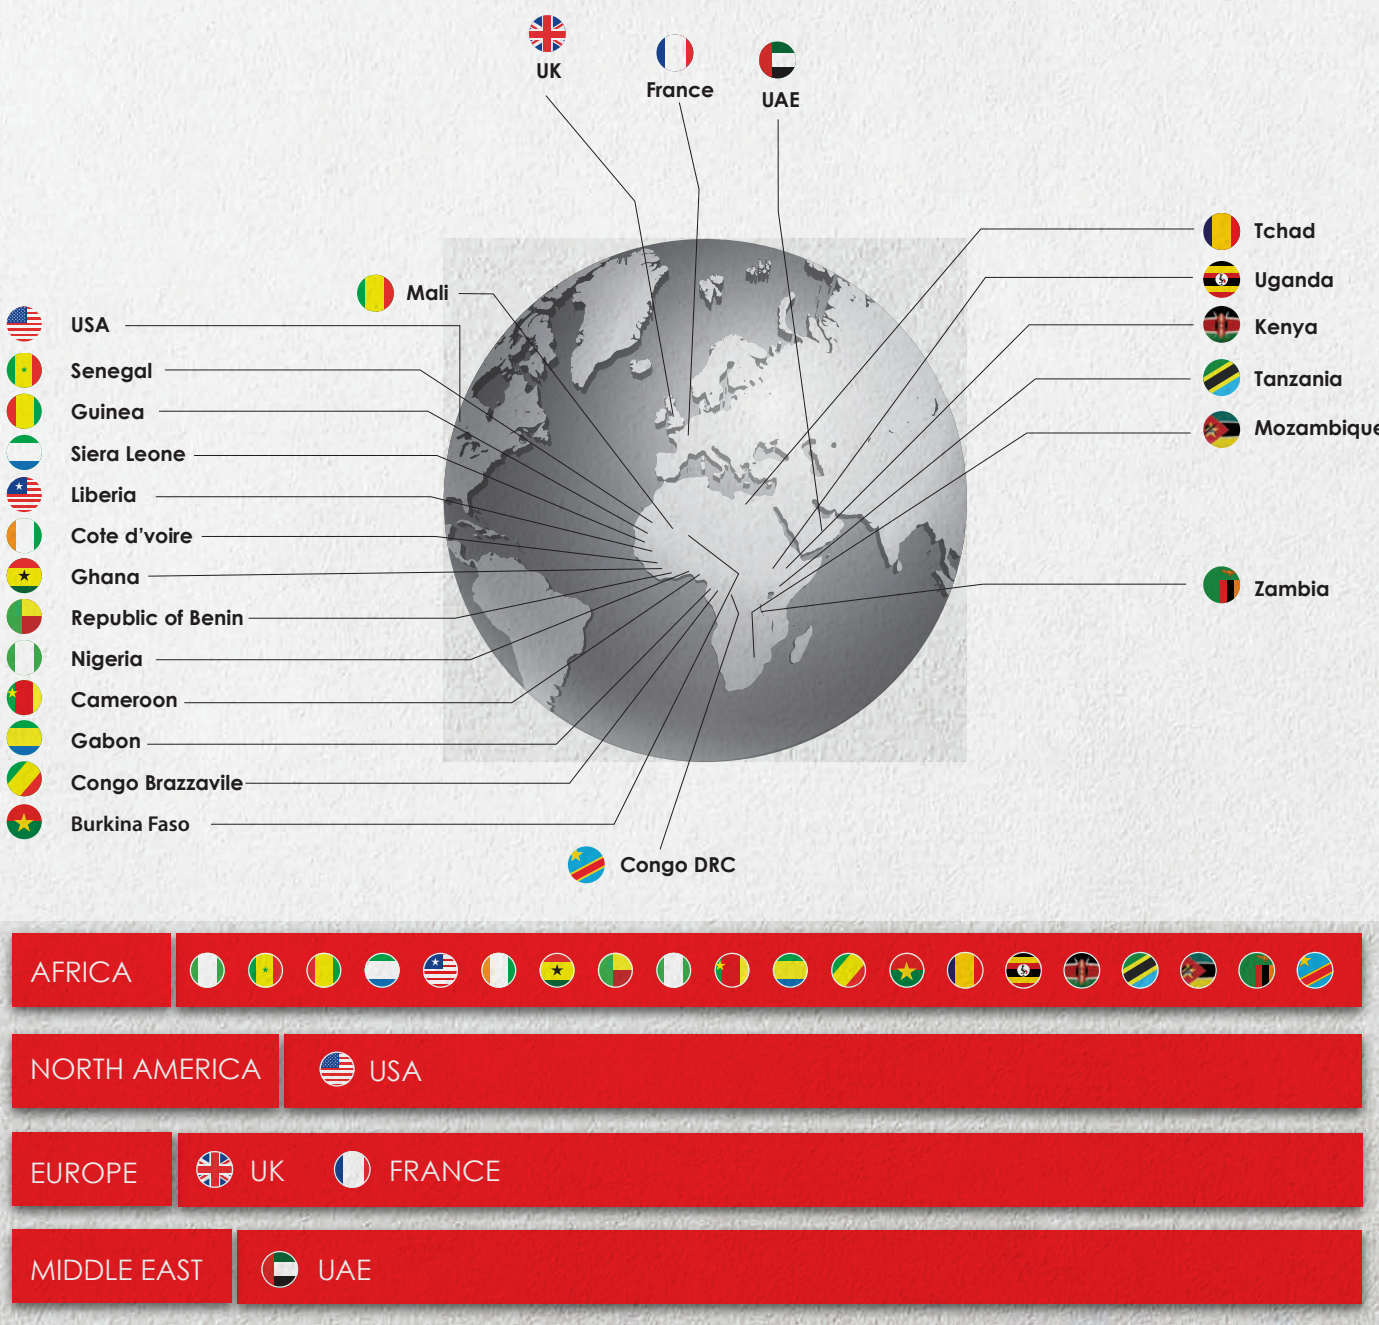 UK
France
UAE
Mali
USA
Senegal
Guinea
Siera Leone
Liberia
Cote d'voire
Ghana
Republic of Benin
Nigeria
Cameroon
Gabon
Congo Brazzavile
Burkina Faso
Congo DRC
Tchad
Uganda
Kenya
Tanzania
Mozambique
Zambia
AFRICA
NORTH AMERICA
USA
EUROPE
UK
FRANCE
MIDDLE EAST
UAE